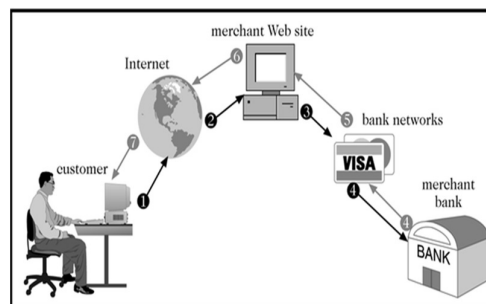 merchant Web site
6
Internet
2
3
5
bank networks
7
customer
VISA
merchant
bank
1
4
4
BANK